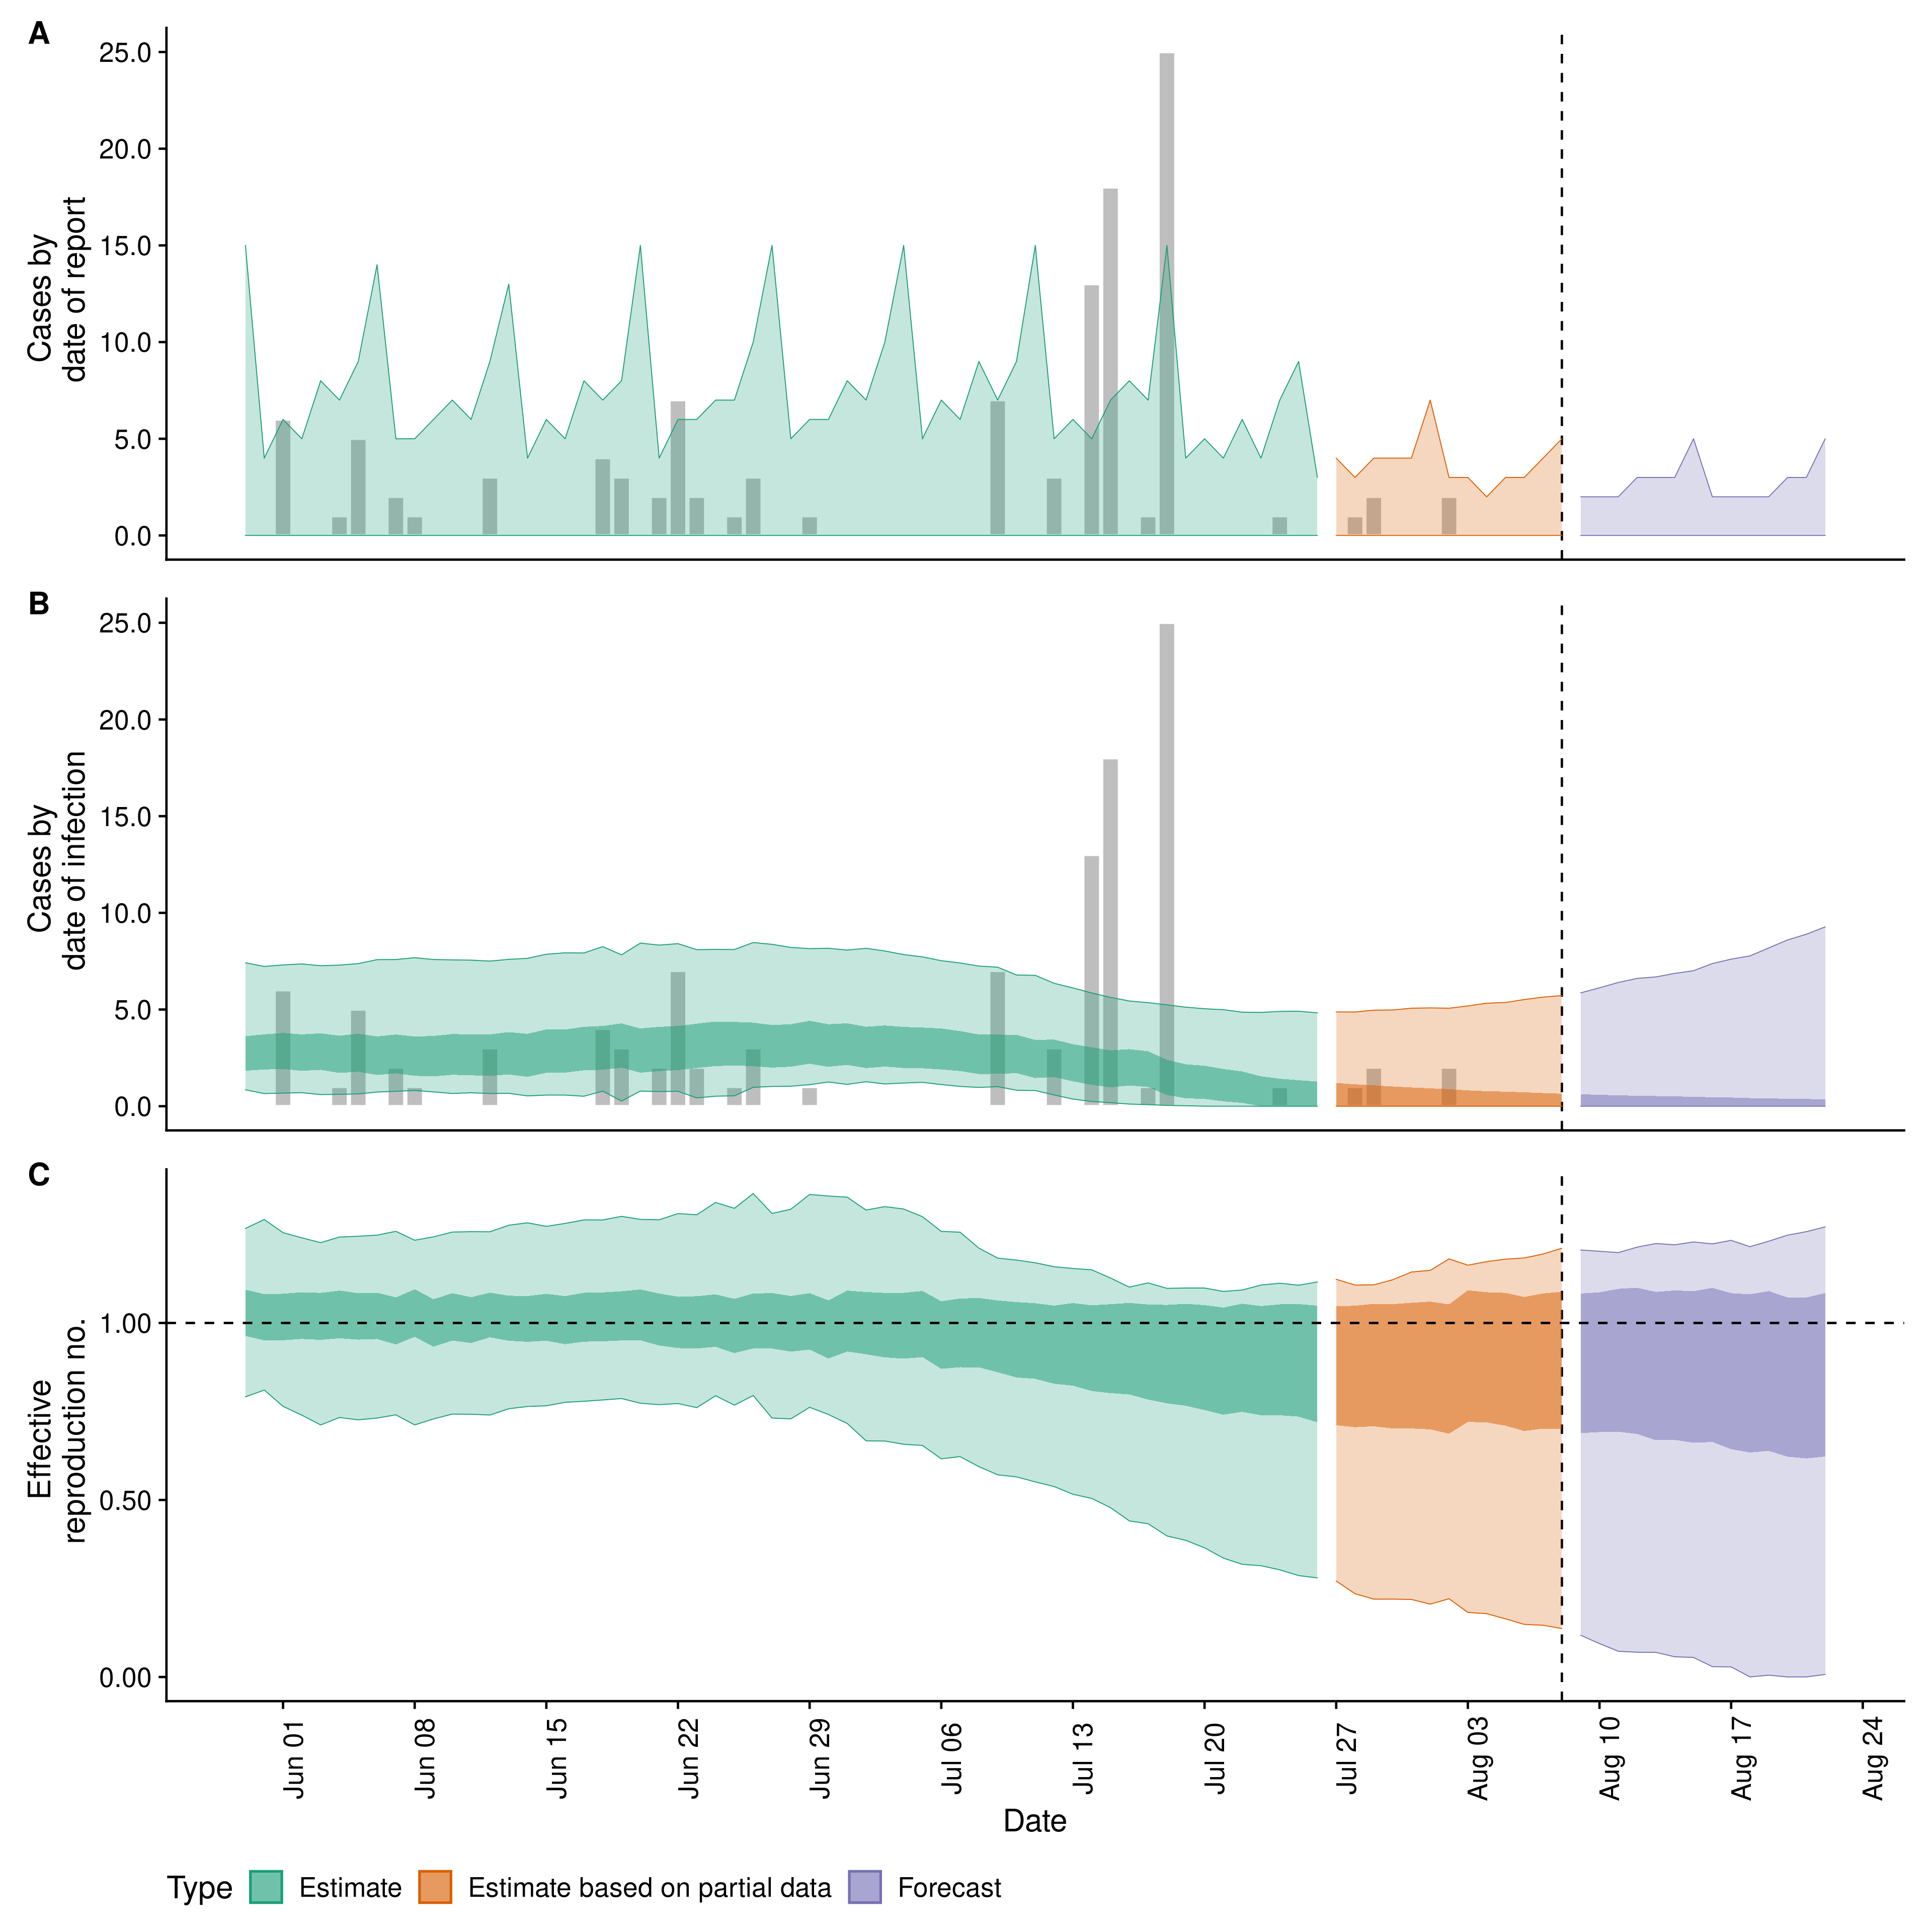 A
25.0
20.0
15.0
10.0
5.0
0.0
Cases by
date of report
B
25.0
20.0
15.0
10.0
5.0
0.0
Cases by
date of infection
C
1.00
0.50
0.00
Effective
reproduction no.
Jun 01
Jun 08
Jun 15
Jun 22
Jun 29
Jul 06
Jul 13
Jul 20
Jul 27
Aug 03
Aug 10
Aug 17
Aug 24
Date
Type Estimate Estimate based on partial data Forecast